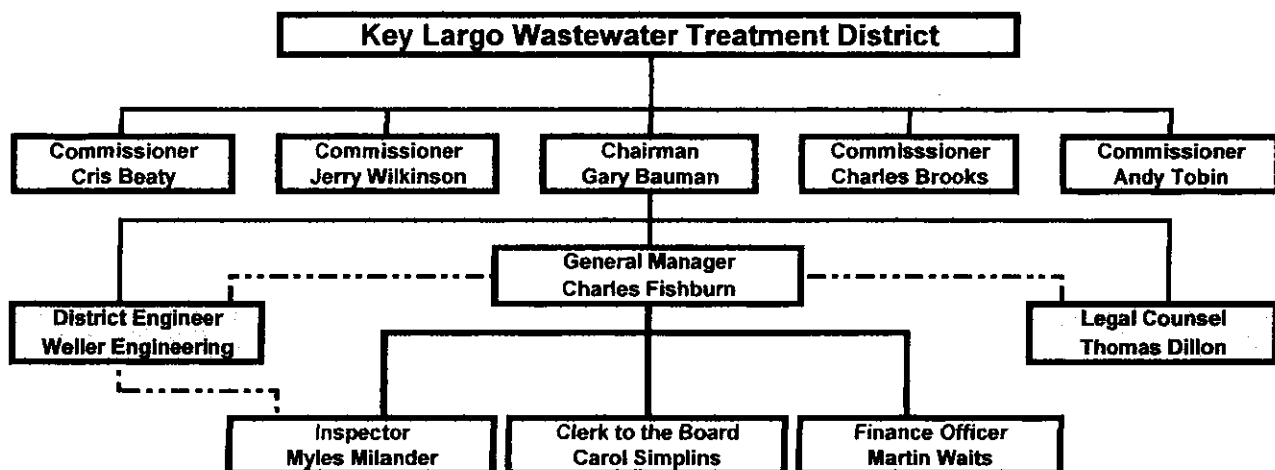 Key Largo Wastewater Treatment District
Commissioner
Cris Beaty
Commissioner
Jerry Wilkinson
Chairman
Gary Bauman
Commisssioner
Charles Brooks
Commissioner
Andy Tobin
General Manager
Charles Fishburn
District Engineer
Weiler Engineering
Legal Counsel
Thomas Dillon
Inspector
Myles Milander
Clerk to the Board
Carol Simplins
Finance Officer
Martin Waits